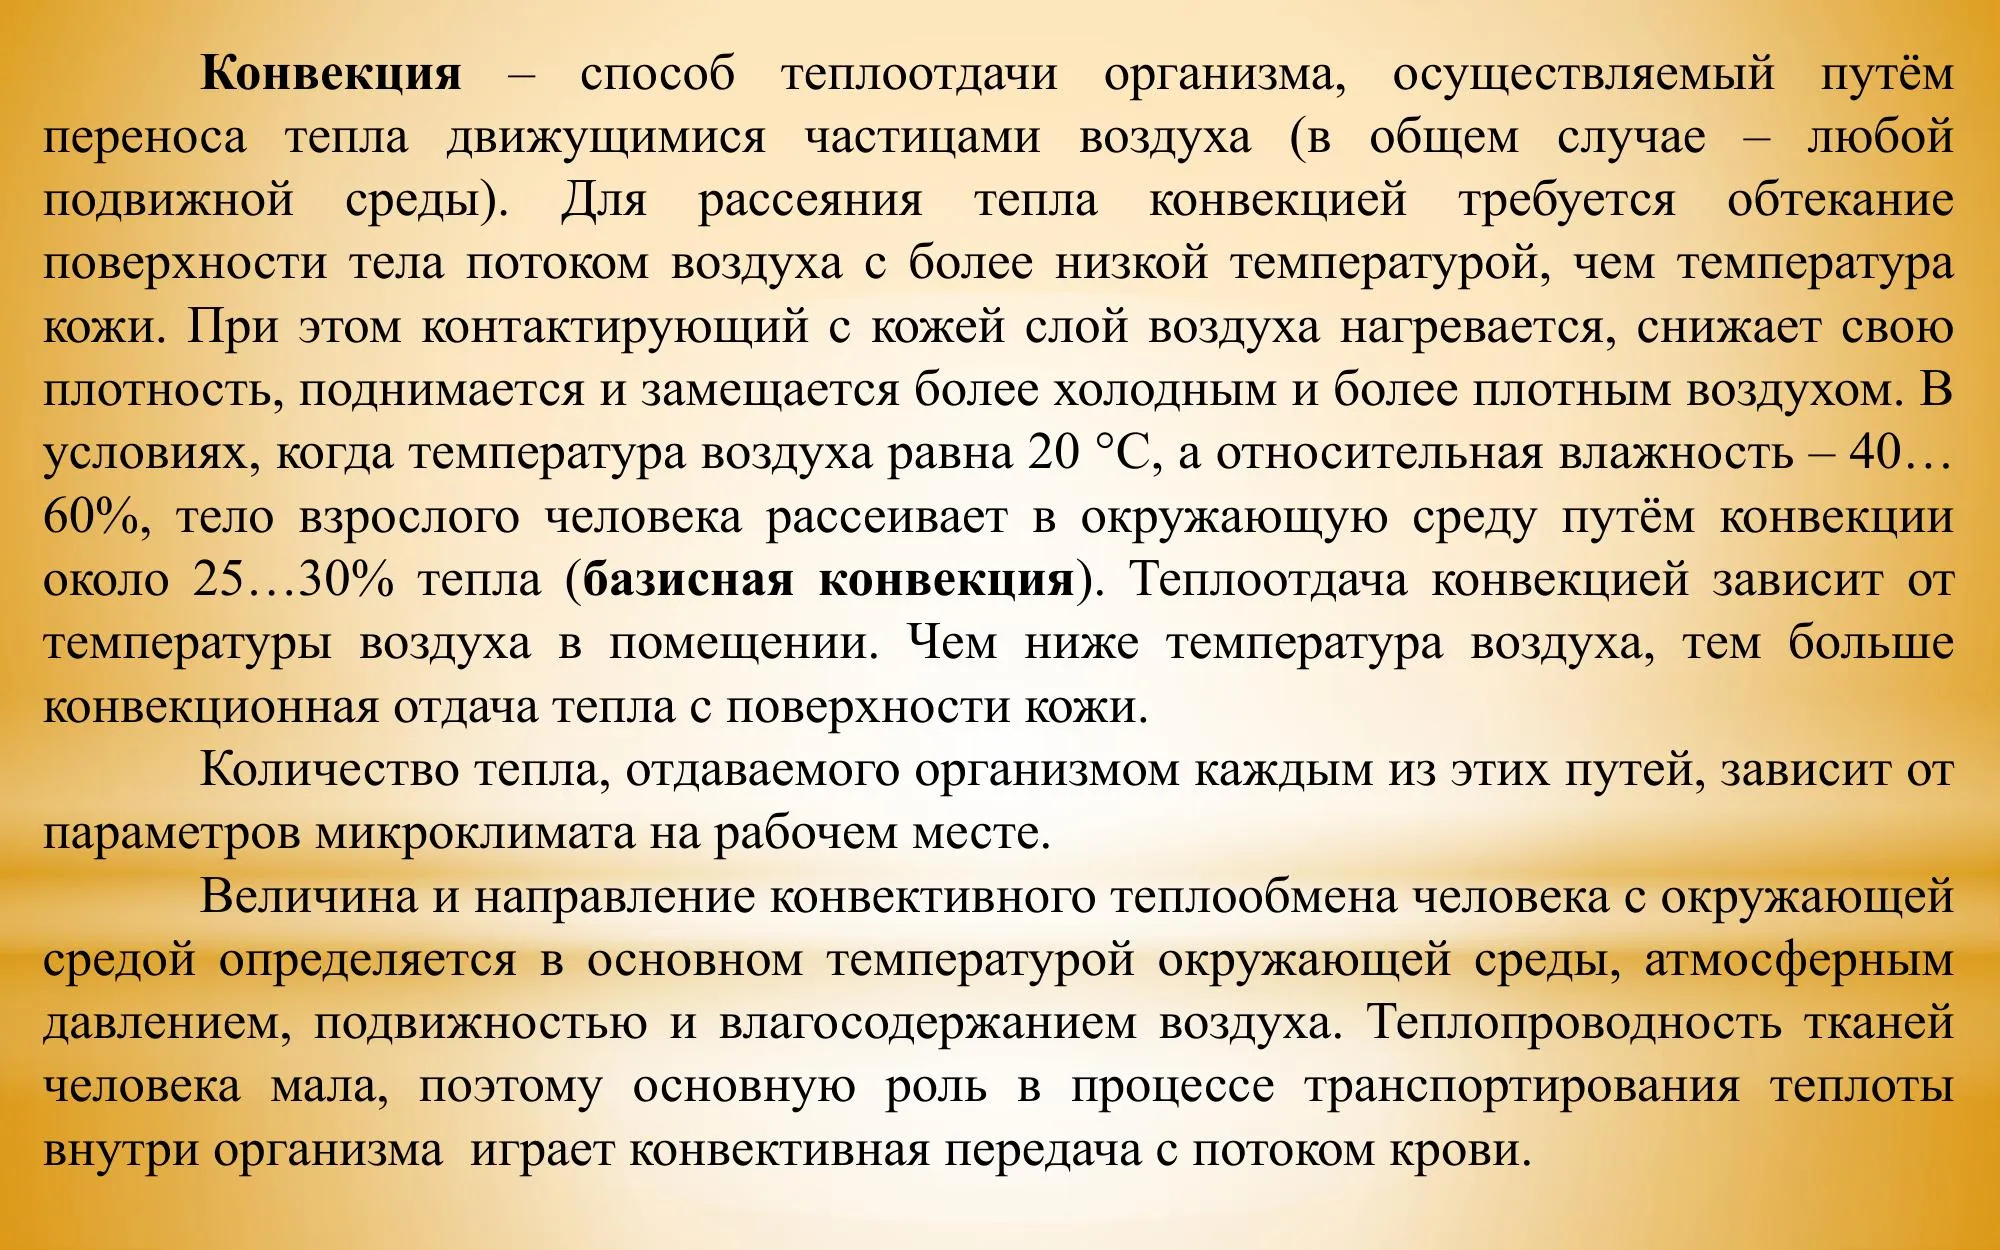 Конвекция – способ теплоотдачи организма, осуществляемый путём
переноса тепла движущимися частицами воздуха (в общем случае – любой
подвижной среды). Для рассеяния тепла конвекцией требуется обтекание
поверхности тела потоком воздуха с более низкой температурой, чем температура
кожи. При этом контактирующий с кожей слой воздуха нагревается, снижает свою
плотность, поднимается и замещается более холодным и более плотным воздухом. В
условиях, когда температура воздуха равна 20 °С, а относительная влажность – 40…
60%, тело взрослого человека рассеивает в окружающую среду путём конвекции
около 25…30% тепла (базисная конвекция). Теплоотдача конвекцией зависит от
температуры воздуха в помещении. Чем ниже температура воздуха, тем больше
конвекционная отдача тепла с поверхности кожи.
Количество тепла, отдаваемого организмом каждым из этих путей, зависит от
параметров микроклимата на рабочем месте.
Величина и направление конвективного теплообмена человека с окружающей
средой определяется в основном температурой окружающей среды, атмосферным
давлением, подвижностью и влагосодержанием воздуха. Теплопроводность тканей
человека мала, поэтому основную роль в процессе транспортирования теплоты
внутри организма  играет конвективная передача с потоком крови.